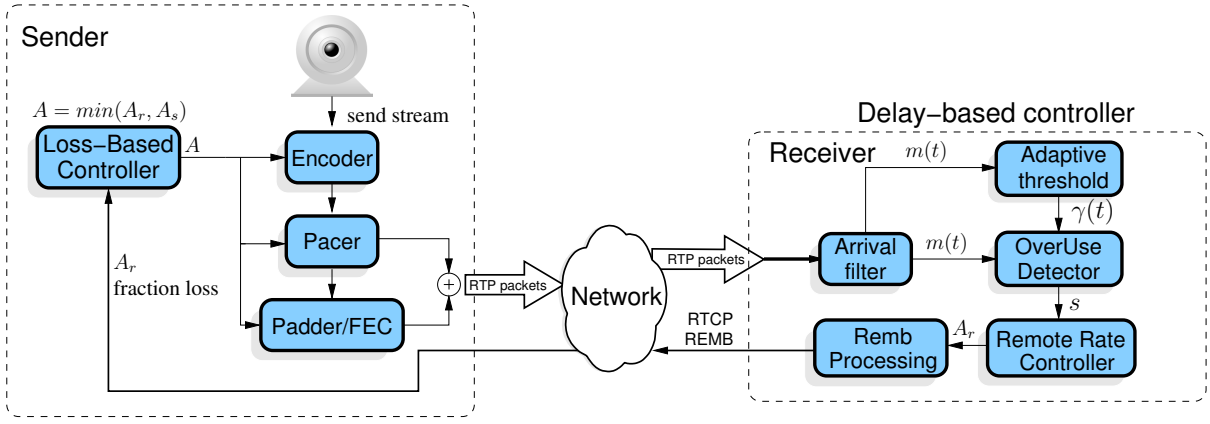 Sender
A = min(A_r, A_s)
Loss–Based
Controller
A
send stream
Encoder
Pacer
Padder/FEC
A_r
fraction loss
+
RTP packets
Network
RTP packets
RTCP
REMB
Delay–based controller
Receiver
m(t)
Adaptive
threshold
γ(t)
Arrival
filter
m(t)
OverUse
Detector
s
Remb
Processing
A_r
Remote Rate
Controller